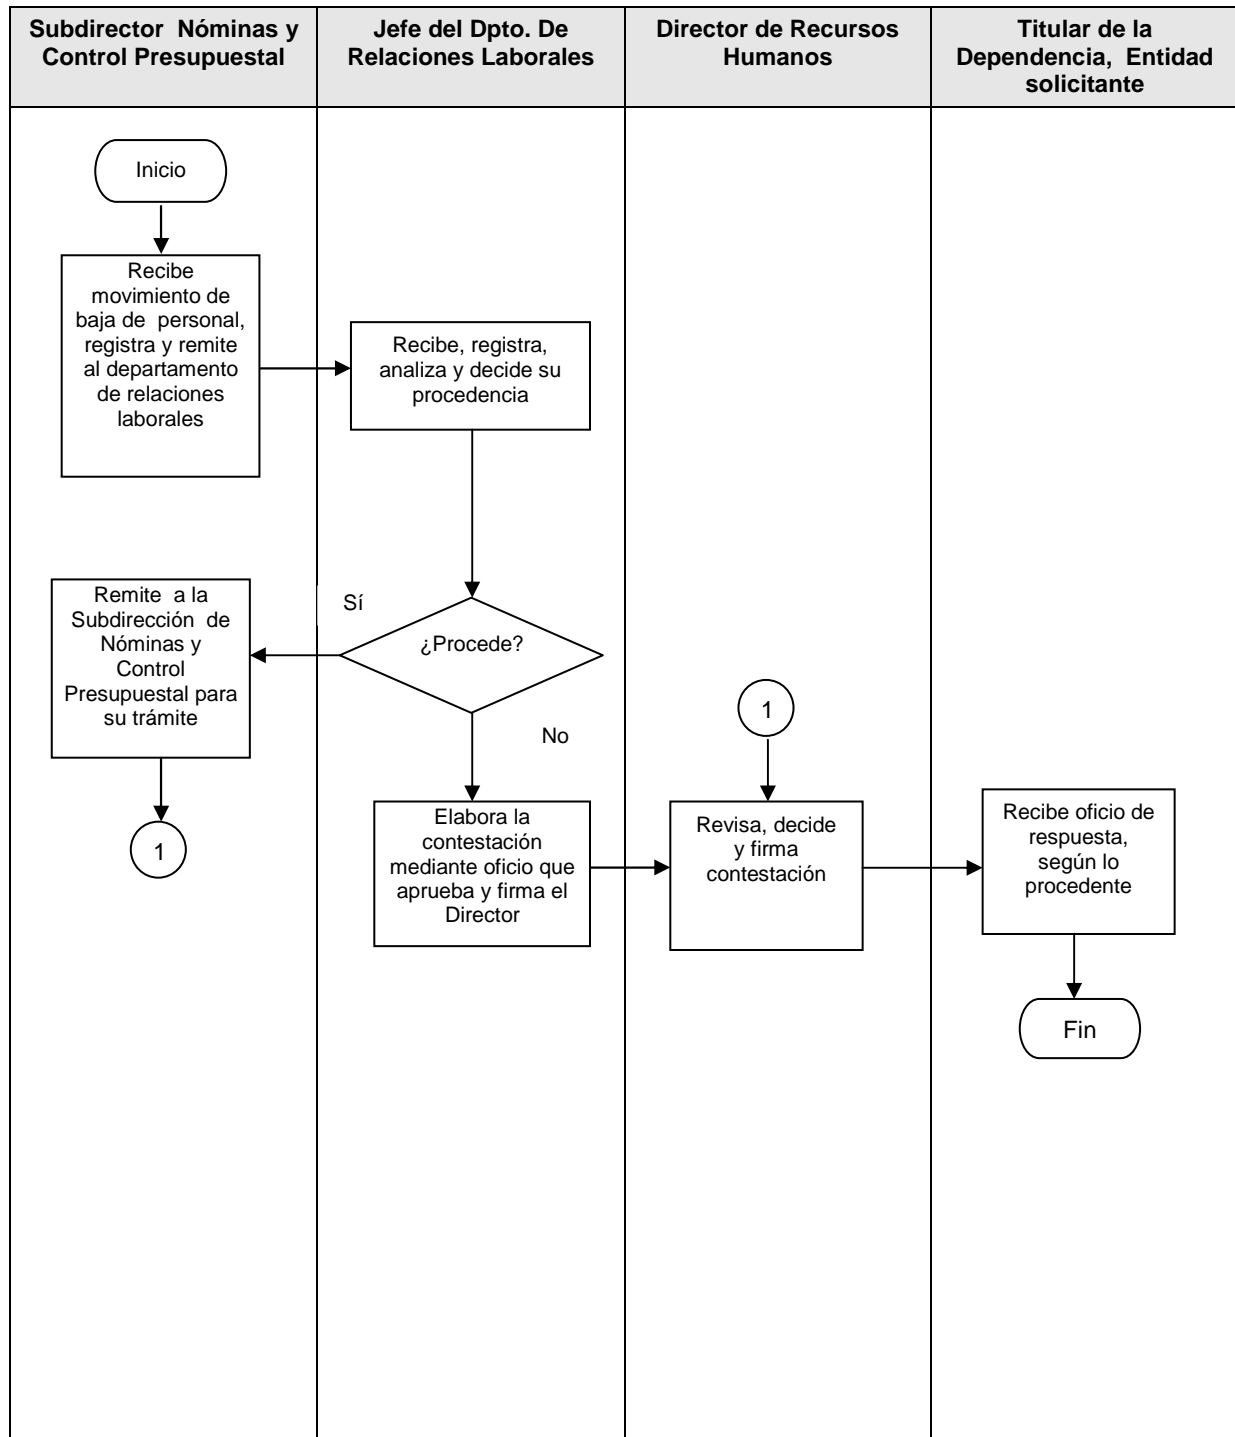 Subdirector Nóminas y
Control Presupuestal
Jefe del Dpto. De
Relaciones Laborales
Director de Recursos
Humanos
Titular de la
Dependencia, Entidad
solicitante
Inicio
Recibe
movimiento de
baja de personal,
registra y remite
al departamento
de relaciones
laborales
Recibe, registra,
analiza y decide su
procedencia
Remite a la
Subdirección de
Nóminas y
Control
Presupuestal para
su trámite
Sí
¿Procede?
No
1
1
Elabora la
contestación
mediante oficio que
aprueba y firma el
Director
Revisa, decide
y firma
contestación
Recibe oficio de
respuesta,
según lo
procedente
Fin